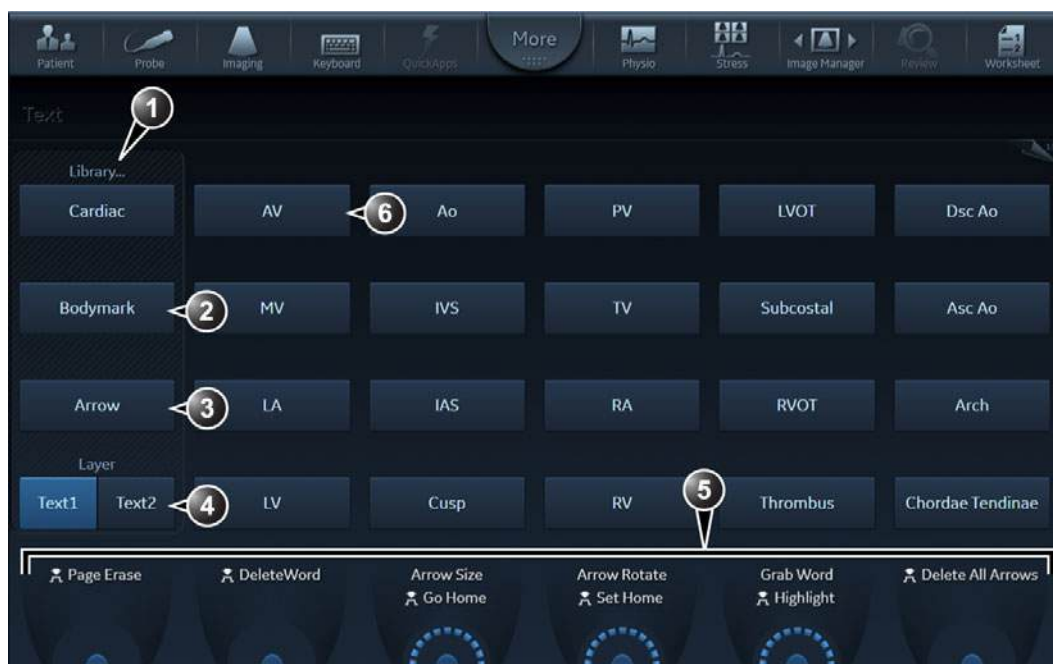 Patient Probe Imaging Keyboard QuickApps More Physio Stress Image Manager Review Worksheet
Text
1
Library...
Cardiac AV 6 Ao PV LVOT Dsc Ao
Bodymark 2 MV IVS TV Subcostal Asc Ao
Arrow 3 LA IAS RA RVOT Arch
Layer
Text1 Text2 4 LV Cusp RV 5 Thrombus Chordae Tendinae
Page Erase DeleteWord Arrow Size Arrow Rotate Grab Word Delete All Arrows
Go Home Set Home Highlight